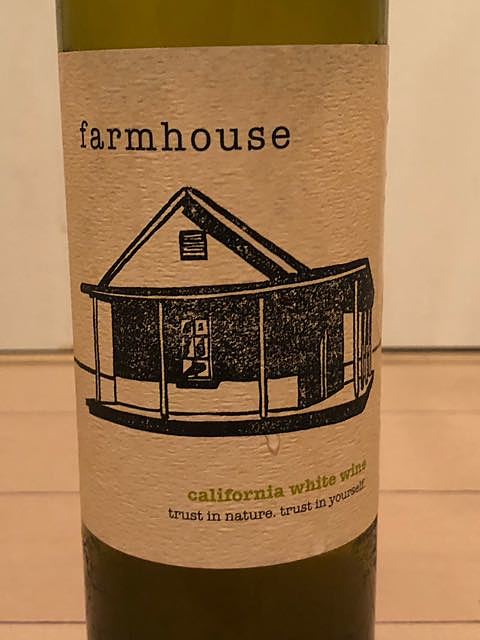 farmhouse
california white wine
trust in nature. trust in yourself.